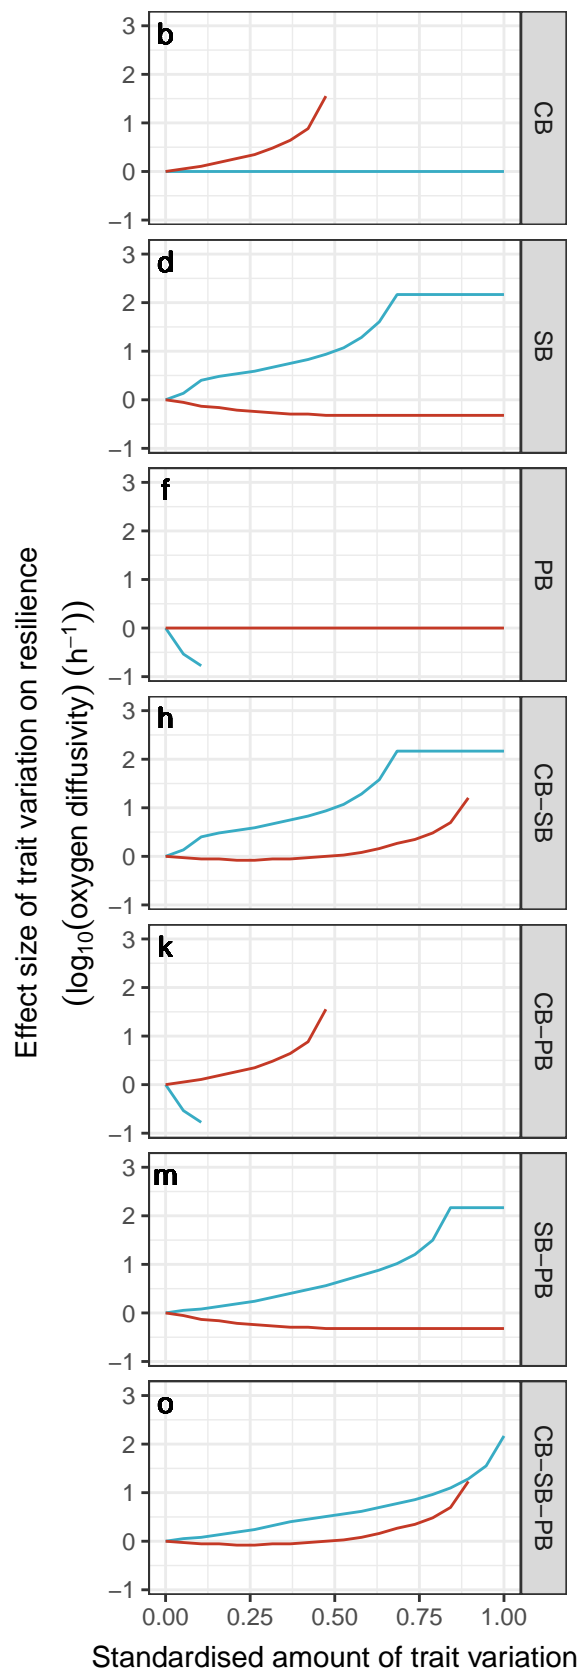 b
3
2
1
0
−1
CB
d
3
2
1
0
−1
SB
f
3
2
1
0
−1
PB
h
3
2
1
0
−1
CB−SB
k
3
2
1
0
−1
CB−PB
m
3
2
1
0
−1
SB−PB
o
3
2
1
0
−1
CB−SB−PB
0.00 0.25 0.50 0.75 1.00
Standardised amount of trait variation
Effect size of trait variation on resilience
(log₁₀(oxygen diffusivity) (h⁻¹))